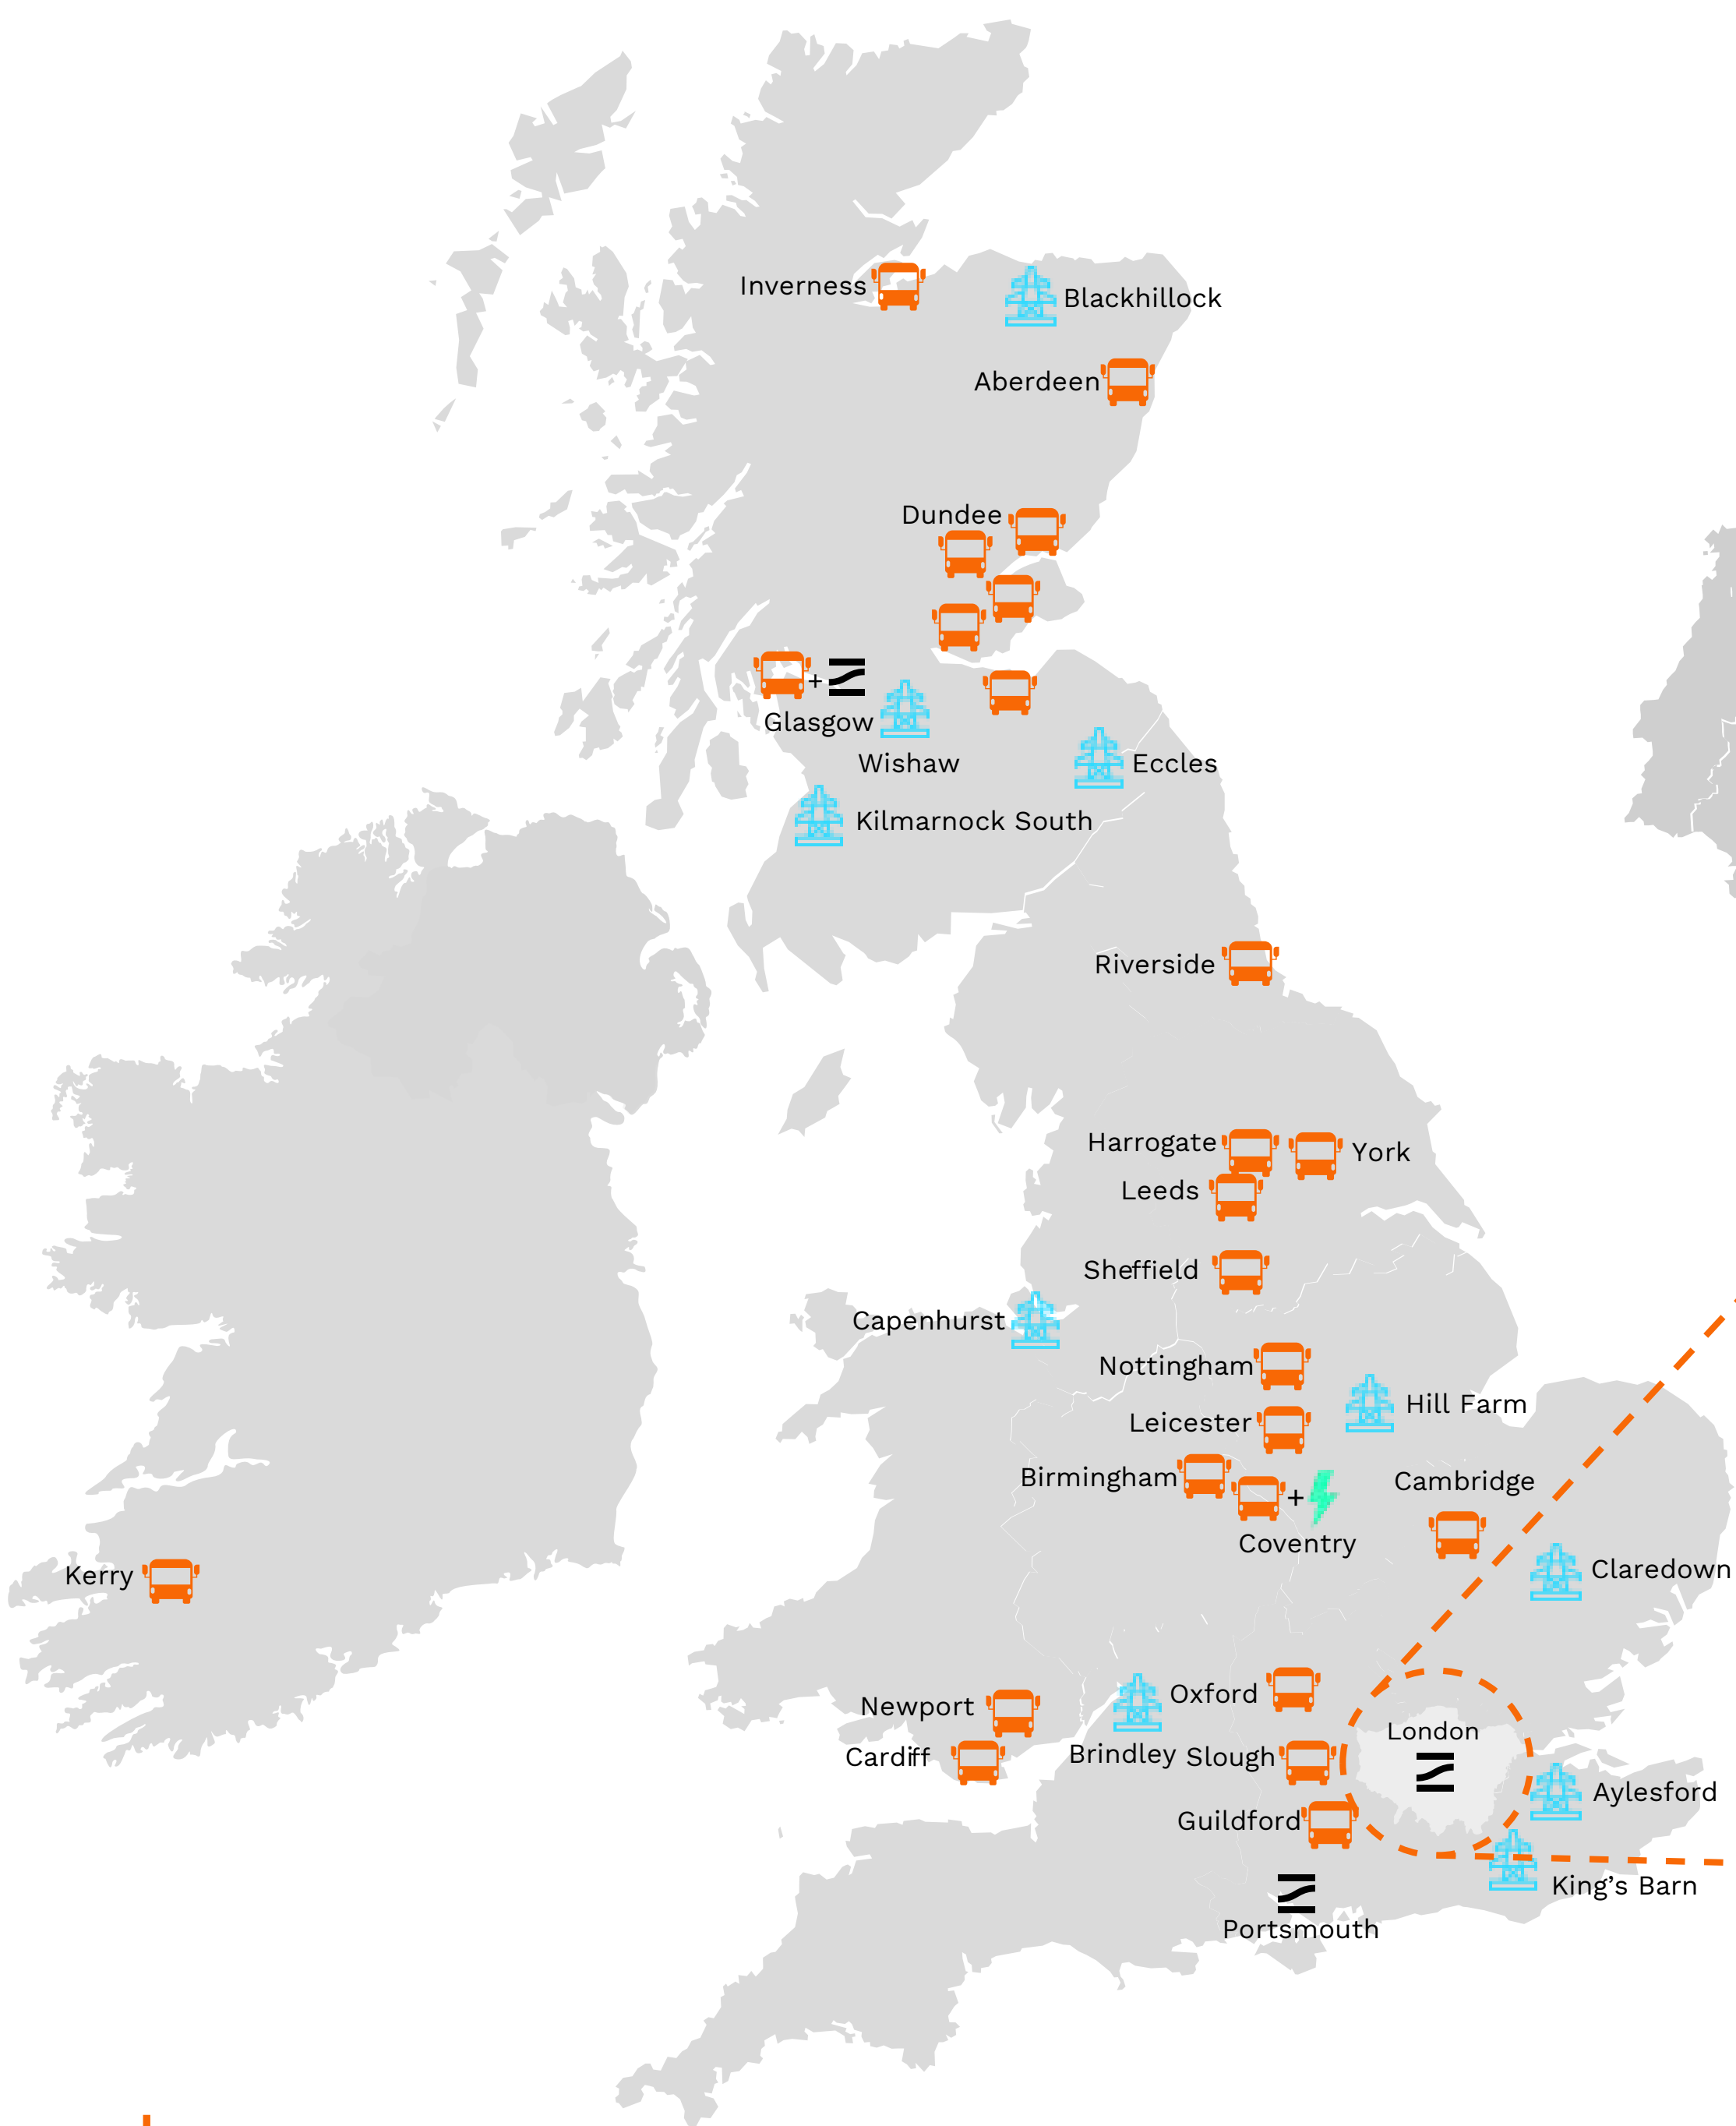 Inverness
Blackhillock
Aberdeen
Dundee
+
Glasgow
Wishaw
Eccles
Kilmarnock South
Riverside
Harrogate
York
Leeds
Sheffield
Capenhurst
Nottingham
Hill Farm
Leicester
Birmingham
Cambridge
+
Coventry
Claredown
Kerry
Oxford
Newport
London
Cardiff
Brindley
Slough
Aylesford
Guildford
King's Barn
Portsmouth